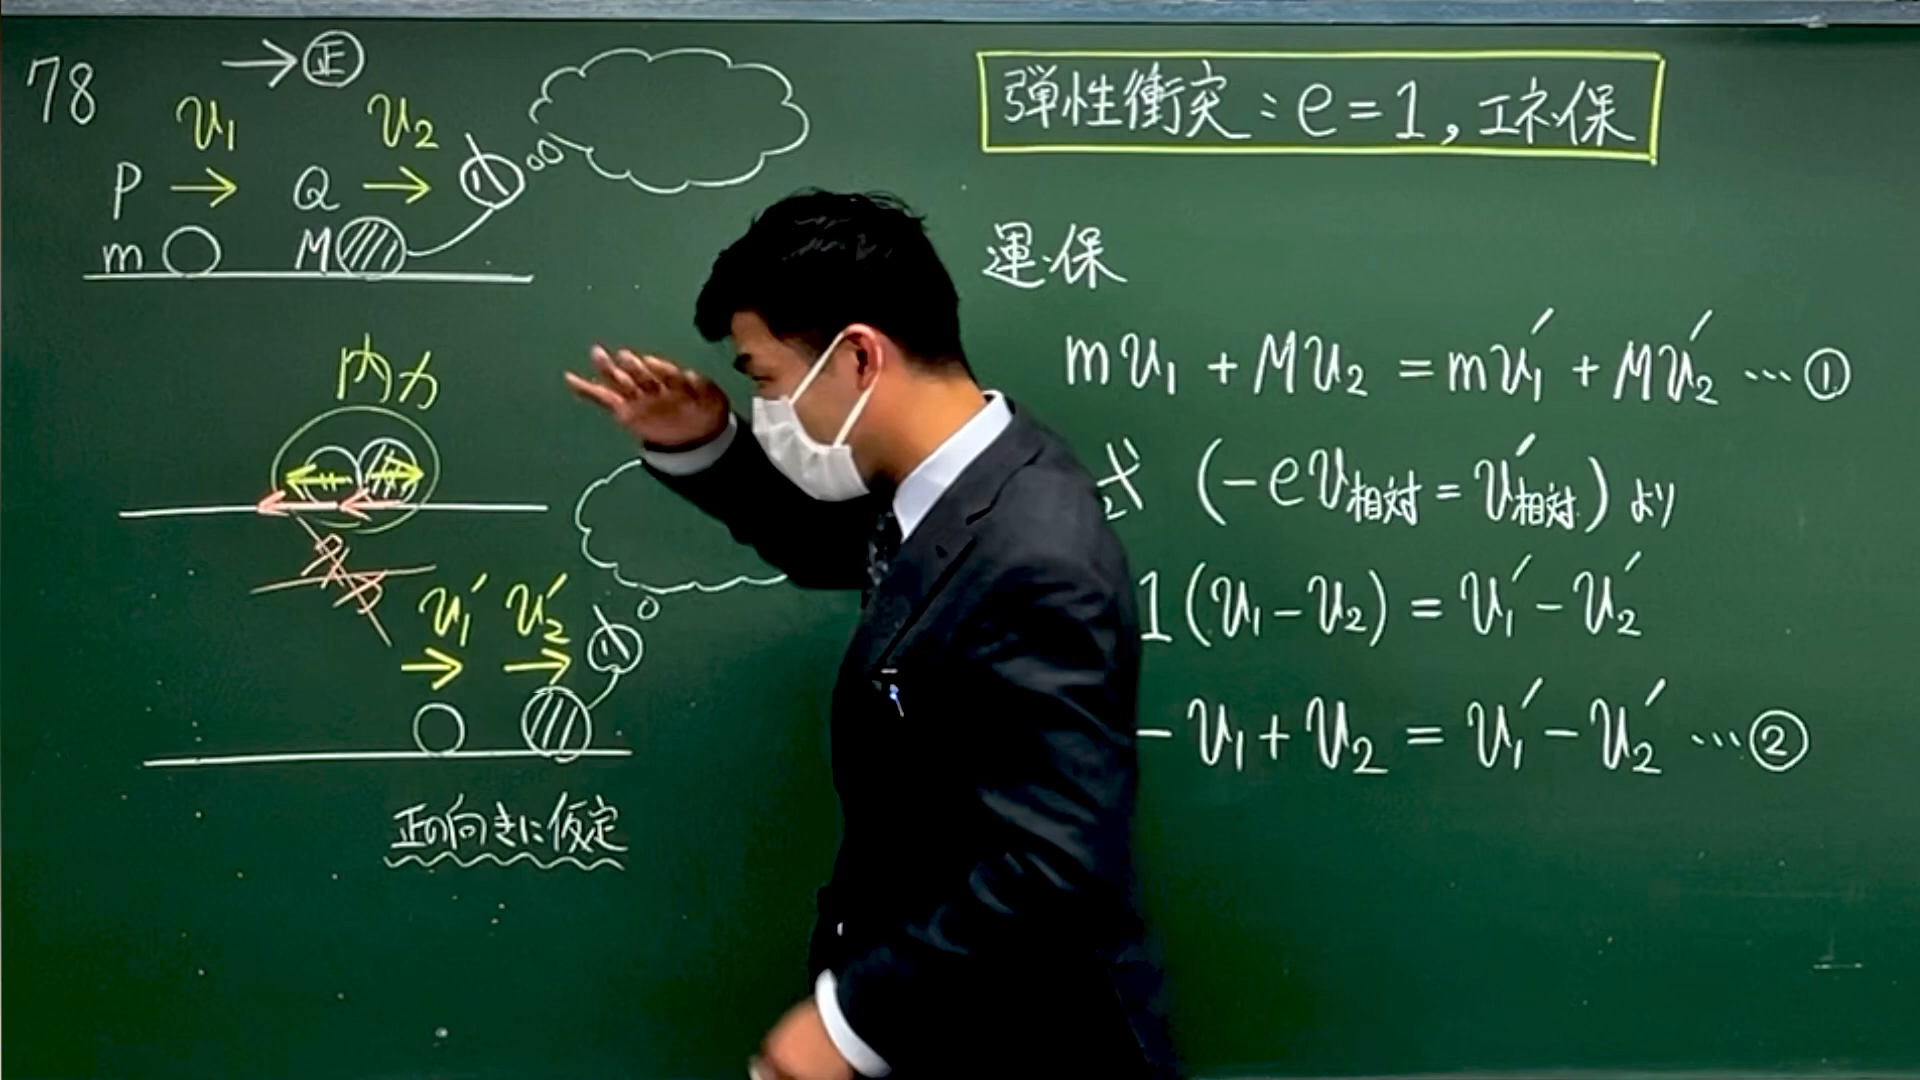 78
→ 正
v₁ v₂
P → Q → 小
m M
内力
v₁′ v₂′
→ → 小
正の向きに仮定
弾性衝突：e＝1，エネ保
運・保
mv₁ + Mv₂ = mv₁′ + Mv₂′ …①
式 (−ev相対 = v′相対) より
1(v₁−v₂) = v₁′−v₂′
−v₁+v₂ = v₁′−v₂′ …②